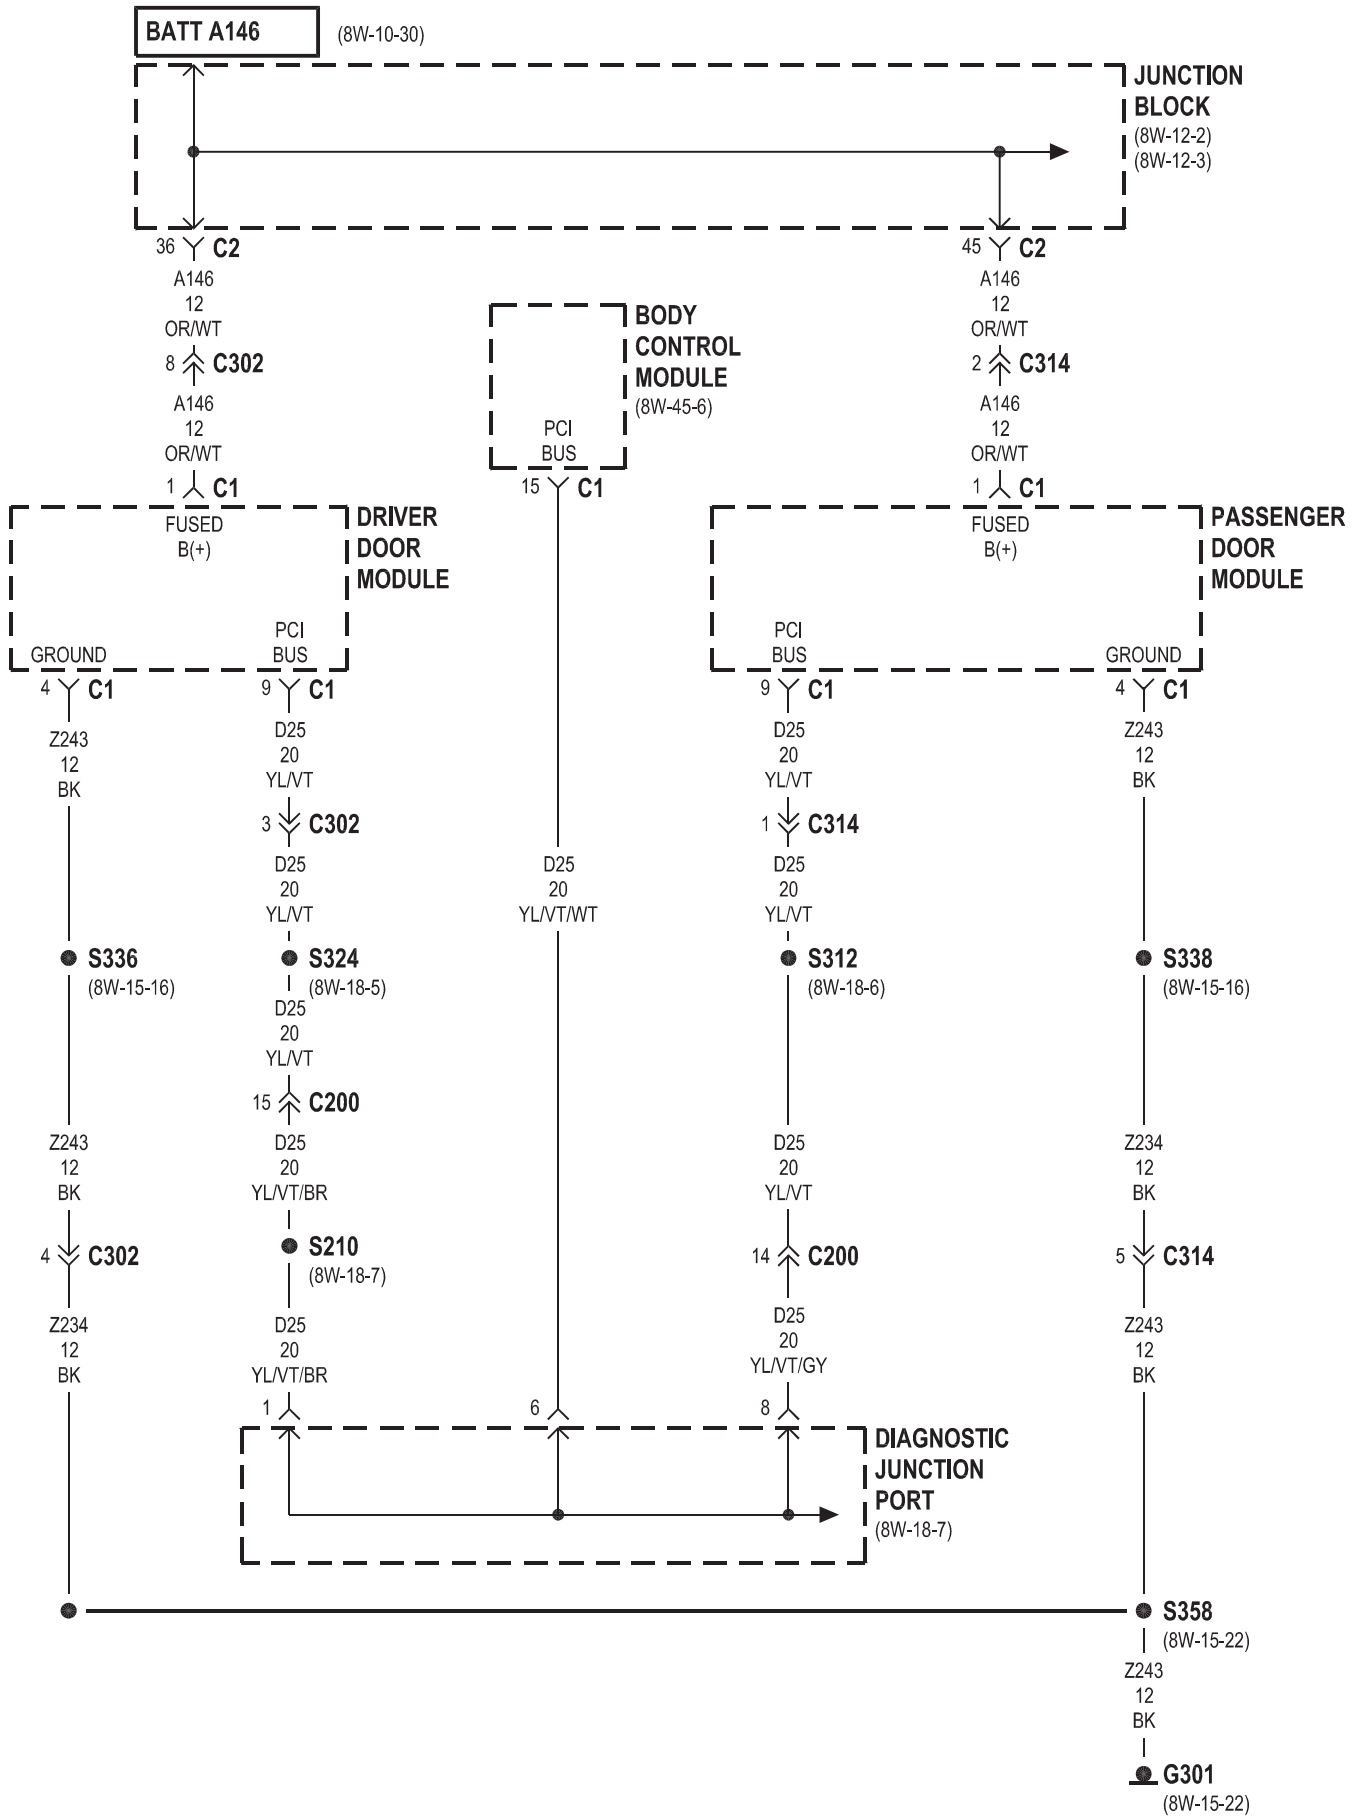 BATT A146
(8W-10-30)
JUNCTION
BLOCK
(8W-12-2)
(8W-12-3)
36 C2
45 C2
A146
12
OR/WT
A146
12
OR/WT
8 C302
2 C314
A146
12
OR/WT
A146
12
OR/WT
1 C1
1 C1
BODY
CONTROL
MODULE
(8W-45-6)
PCI
BUS
15 C1
FUSED
B(+)
DRIVER
DOOR
MODULE
GROUND
PCI
BUS
FUSED
B(+)
PASSENGER
DOOR
MODULE
PCI
BUS
GROUND
4 C1
9 C1
9 C1
4 C1
Z243
12
BK
D25
20
YL/VT
D25
20
YL/VT
Z243
12
BK
3 C302
1 C314
D25
20
YL/VT
D25
20
YL/VT/WT
D25
20
YL/VT
S336
(8W-15-16)
S324
(8W-18-5)
S312
(8W-18-6)
S338
(8W-15-16)
D25
20
YL/VT
15 C200
Z243
12
BK
D25
20
YL/VT/BR
D25
20
YL/VT
Z234
12
BK
4 C302
S210
(8W-18-7)
14 C200
5 C314
Z234
12
BK
D25
20
YL/VT/BR
D25
20
YL/VT/GY
Z243
12
BK
1
6
8
DIAGNOSTIC
JUNCTION
PORT
(8W-18-7)
S358
(8W-15-22)
Z243
12
BK
G301
(8W-15-22)